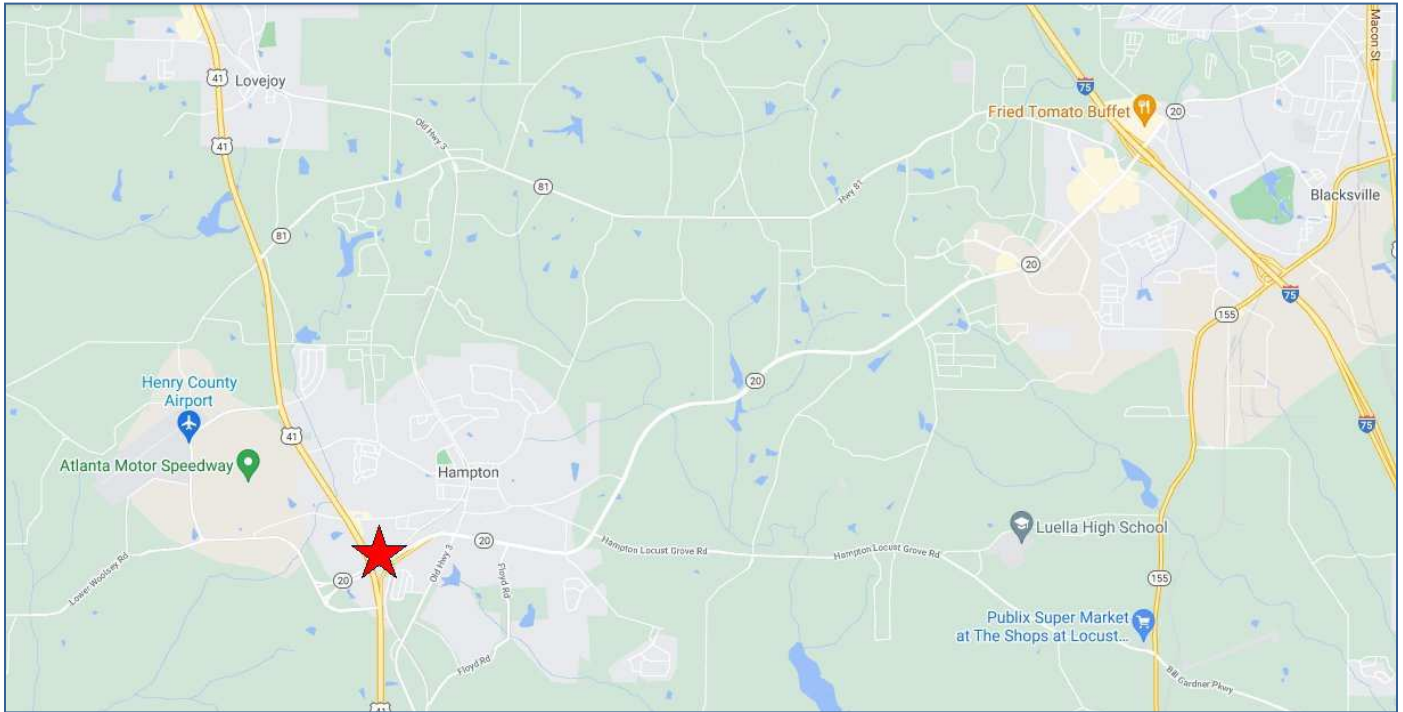 41
Lovejoy
41
Old Hwy 3
81
81
Hwy 81
75
Fried Tomato Buffet
20
Macon St
Blacksville
20
75
155
Henry County
Airport
41
Atlanta Motor Speedway
Hampton
20
75
20
Lower Woolsey Rd
20
Old Hwy 3
Floyd Rd
Floyd Rd
Hampton Locust Grove Rd
Hampton Locust Grove Rd
Luella High School
155
Publix Super Market
at The Shops at Locust...
Bill Gardner Pkwy
41